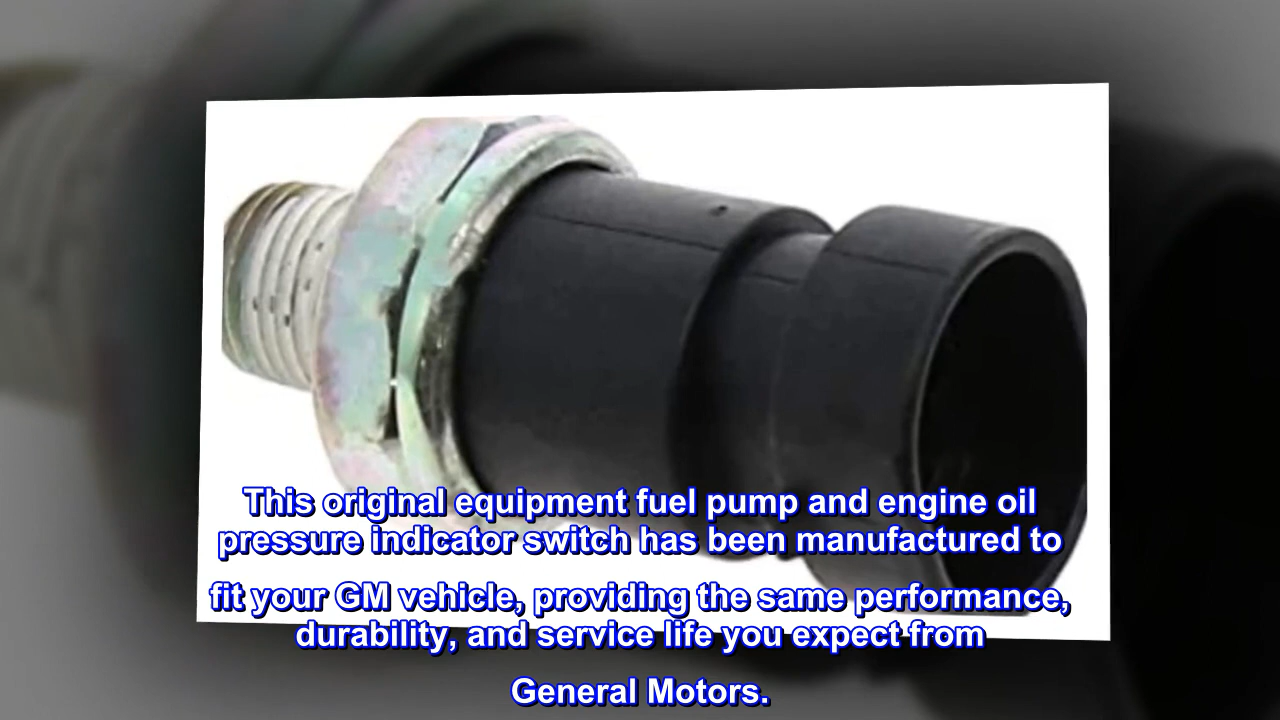 This original equipment fuel pump and engine oil
pressure indicator switch has been manufactured to
fit your GM vehicle, providing the same performance,
durability, and service life you expect from
General Motors.